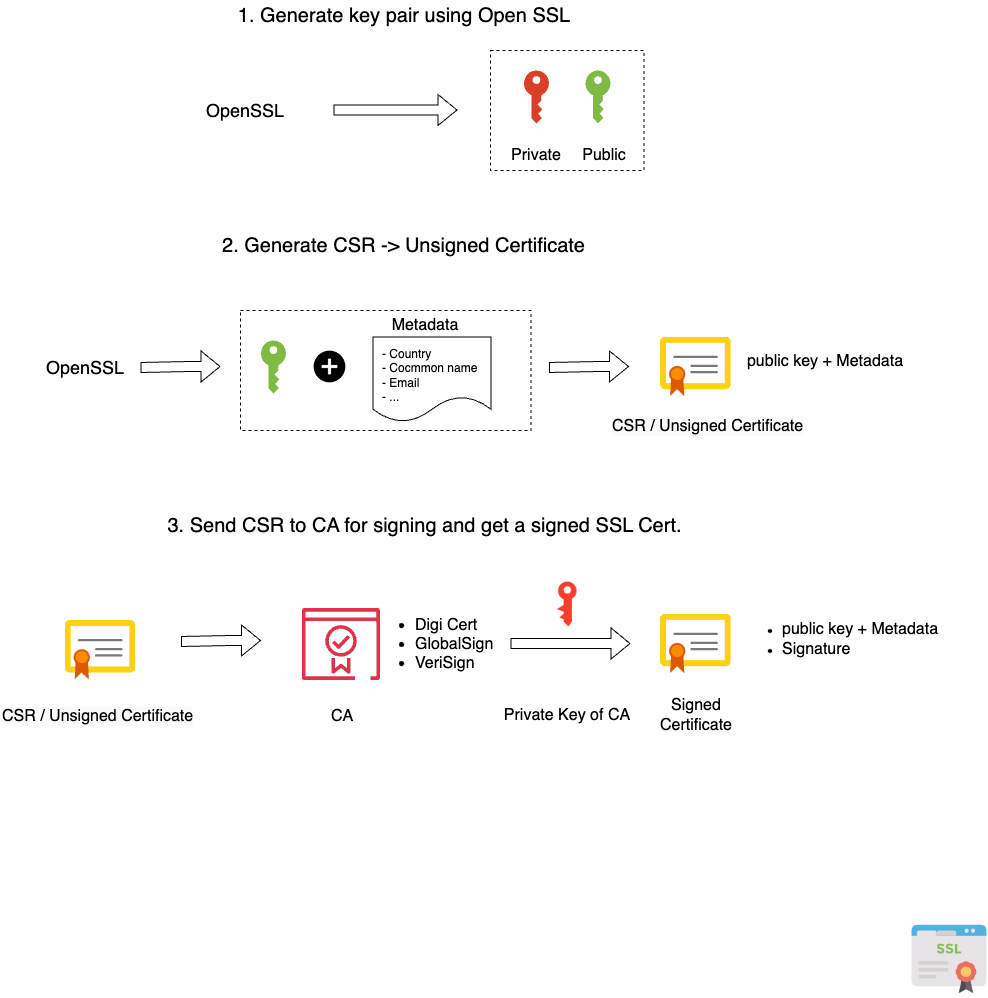 1. Generate key pair using Open SSL
OpenSSL
Private
Public
2. Generate CSR -> Unsigned Certificate
OpenSSL
Metadata
- Country
- Cocmmon name
- Email
- ...
public key + Metadata
CSR / Unsigned Certificate
3. Send CSR to CA for signing and get a signed SSL Cert.
CSR / Unsigned Certificate
CA
• Digi Cert
• GlobalSign
• VeriSign
Private Key of CA
Signed
Certificate
• public key + Metadata
• Signature
SSL